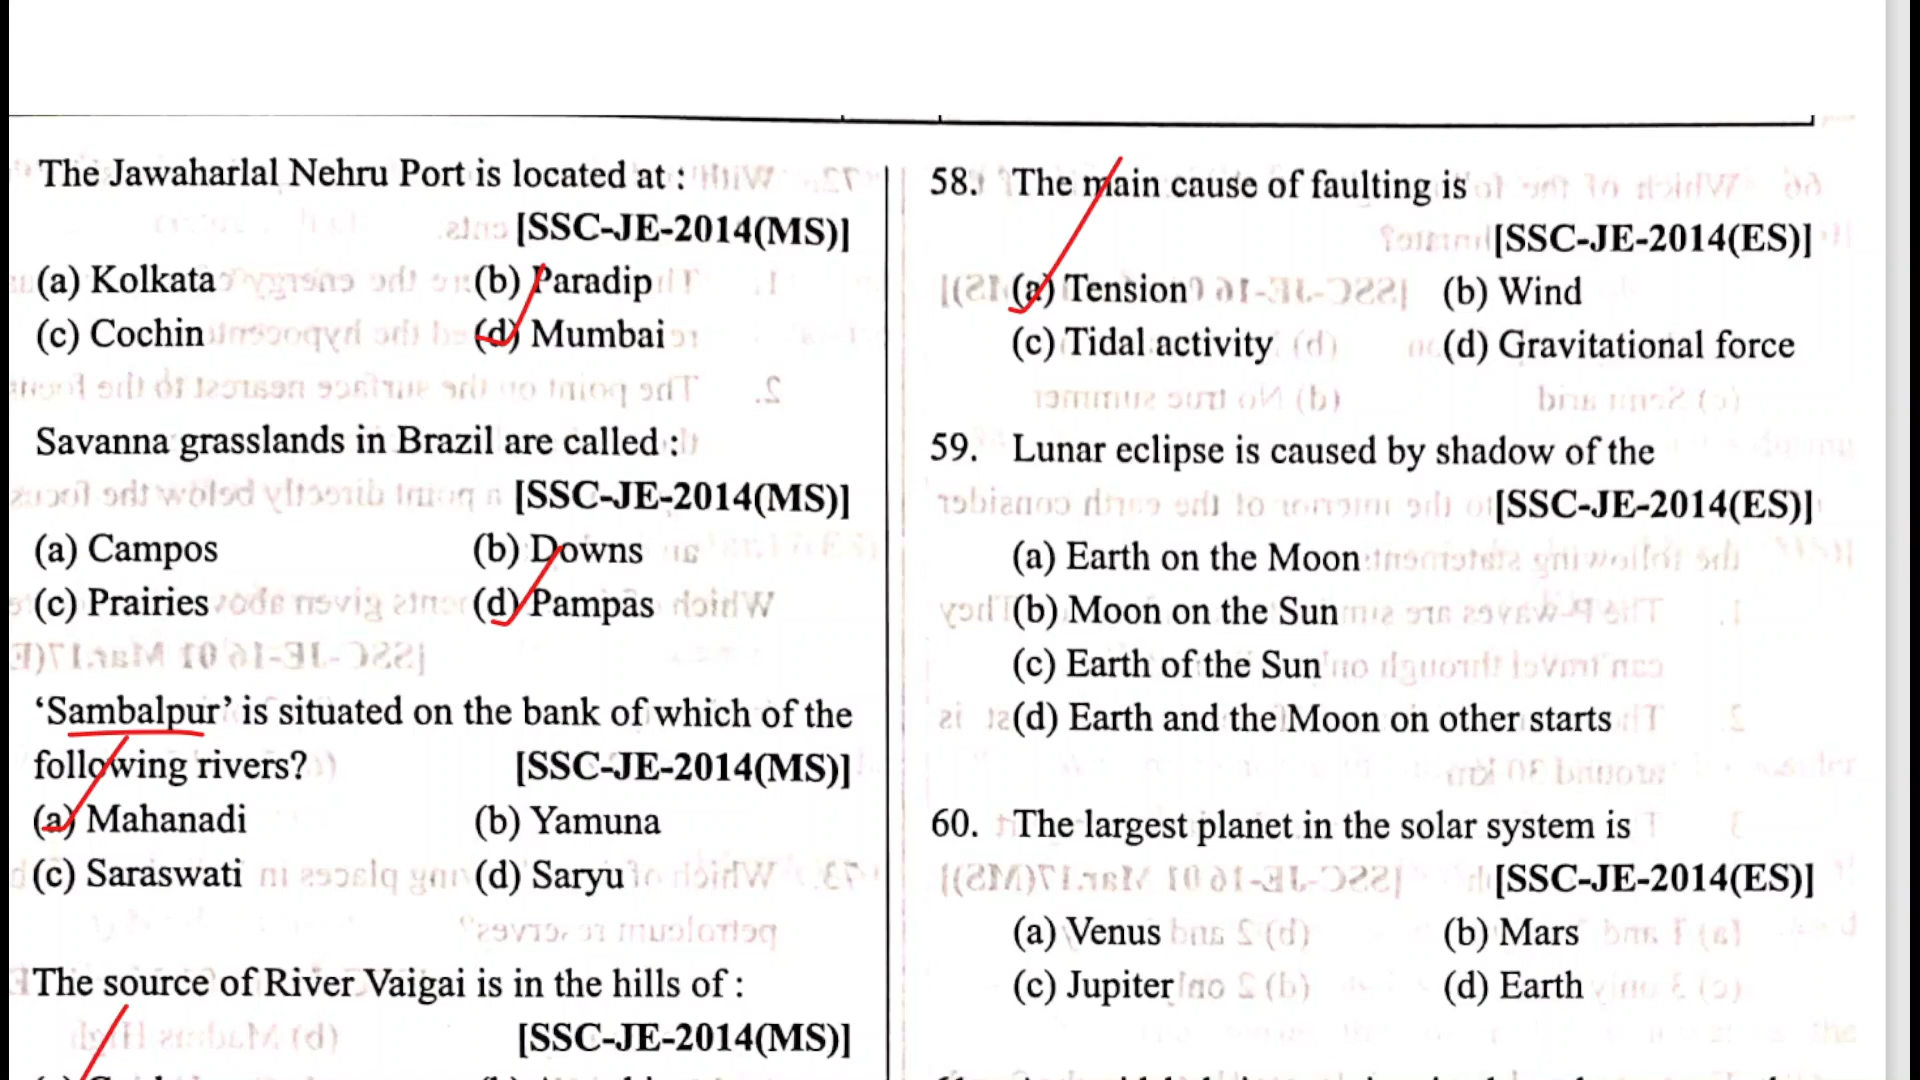 The Jawaharlal Nehru Port is located at :
[SSC-JE-2014(MS)]
(a) Kolkata (b) Paradip
(c) Cochin (d) Mumbai
Savanna grasslands in Brazil are called :
[SSC-JE-2014(MS)]
(a) Campos (b) Downs
(c) Prairies (d) Pampas
‘Sambalpur’ is situated on the bank of which of the
following rivers? [SSC-JE-2014(MS)]
(a) Mahanadi (b) Yamuna
(c) Saraswati (d) Saryu
The source of River Vaigai is in the hills of :
[SSC-JE-2014(MS)]
58. The main cause of faulting is
[SSC-JE-2014(ES)]
(a) Tension (b) Wind
(c) Tidal activity (d) Gravitational force
59. Lunar eclipse is caused by shadow of the
[SSC-JE-2014(ES)]
(a) Earth on the Moon
(b) Moon on the Sun
(c) Earth of the Sun
(d) Earth and the Moon on other starts
60. The largest planet in the solar system is
[SSC-JE-2014(ES)]
(a) Venus (b) Mars
(c) Jupiter (d) Earth